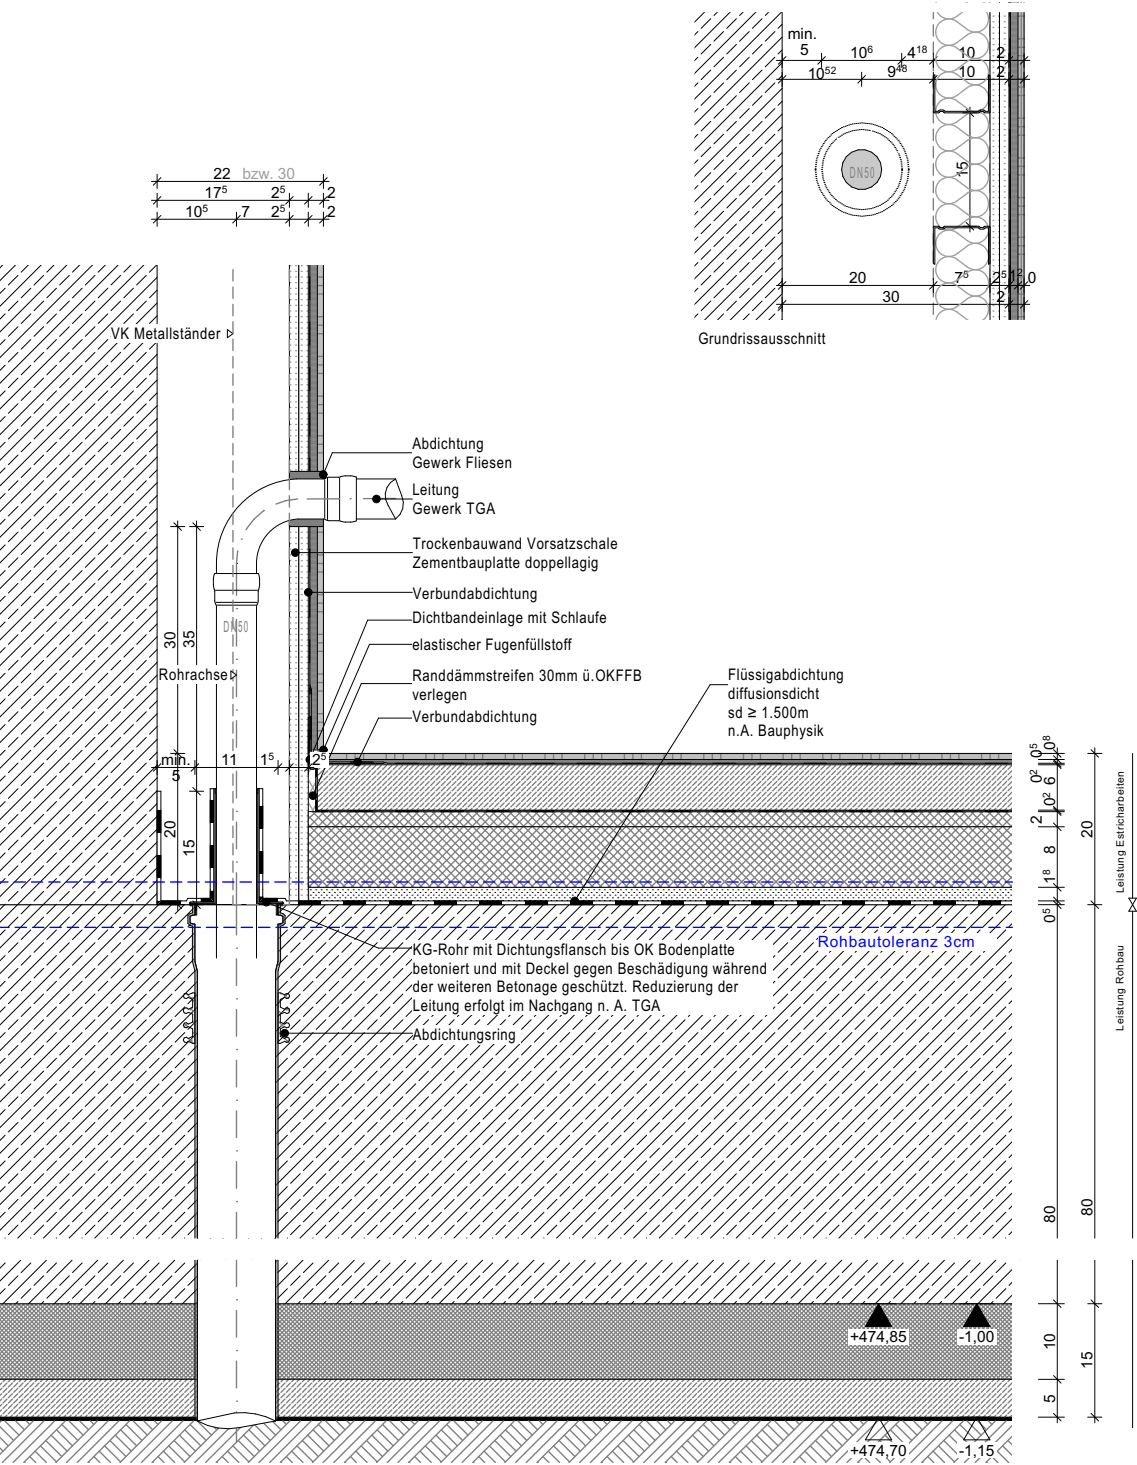 min.
5
10⁶
4¹⁸
10
2
10⁵²
9⁴⁸
10
2
DN50
15
20
7⁵
2⁵
1²
0
30
2
Grundrissausschnitt
22 bzw. 30
17⁵
2⁵
2
10⁵
7
2⁵
2
VK Metallständer
Abdichtung
Gewerk Fliesen
Leitung
Gewerk TGA
Trockenbauwand Vorsatzschale
Zementbauplatte doppellagig
Verbundabdichtung
Dichtbandeinlage mit Schlaufe
elastischer Fugenfüllstoff
Randdämmstreifen 30mm ü.OKFFB
verlegen
Verbundabdichtung
Flüssigabdichtung
diffusionsdicht
sd ≥ 1.500m
n.A. Bauphysik
DN50
30
35
Rohrachse
min.
5
11
1⁵
2⁵
20
15
0⁸
0⁵
6
0²
0²
2
8
1⁸
0⁵
20
Leistung Estricharbeiten
Leistung Rohbau
Rohbautoleranz 3cm
KG-Rohr mit Dichtungsflansch bis OK Bodenplatte
betoniert und mit Deckel gegen Beschädigung während
der weiteren Betonage geschützt. Reduzierung der
Leitung erfolgt im Nachgang n. A. TGA
Abdichtungsring
80
80
+474,85
-1,00
10
15
5
+474,70
-1,15